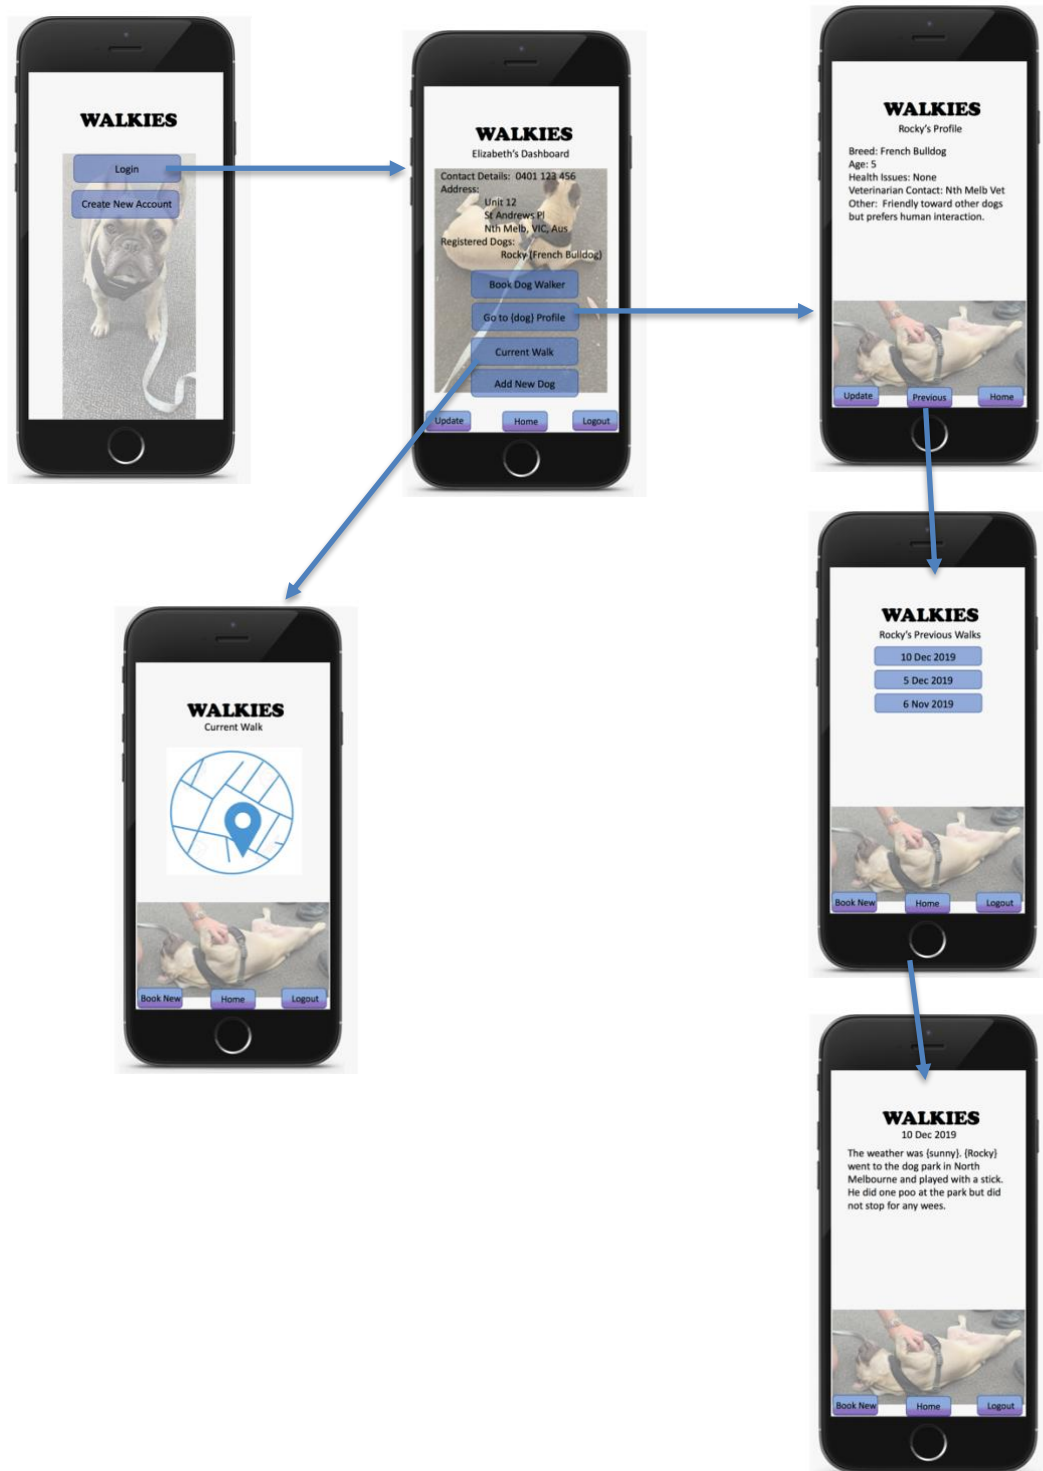 WALKIES
Login
Create New Account
WALKIES
Elizabeth's Dashboard
Contact Details: 0401 123 456
Address:
Unit 12
St Andrews Pl
Nth Melb, VIC, Aus
Registered Dogs:
Rocky {French Bulldog}
Book Dog Walker
Go to {dog} Profile
Current Walk
Add New Dog
Update Home Logout
WALKIES
Rocky's Profile
Breed: French Bulldog
Age: 5
Health Issues: None
Veterinarian Contact: Nth Melb Vet
Other: Friendly toward other dogs
but prefers human interaction.
Update Previous Home
WALKIES
Current Walk
Book New Home Logout
WALKIES
Rocky's Previous Walks
10 Dec 2019
5 Dec 2019
6 Nov 2019
Book New Home Logout
WALKIES
10 Dec 2019
The weather was {sunny}. {Rocky}
went to the dog park in North
Melbourne and played with a stick.
He did one poo at the park but did
not stop for any wees.
Book New Home Logout